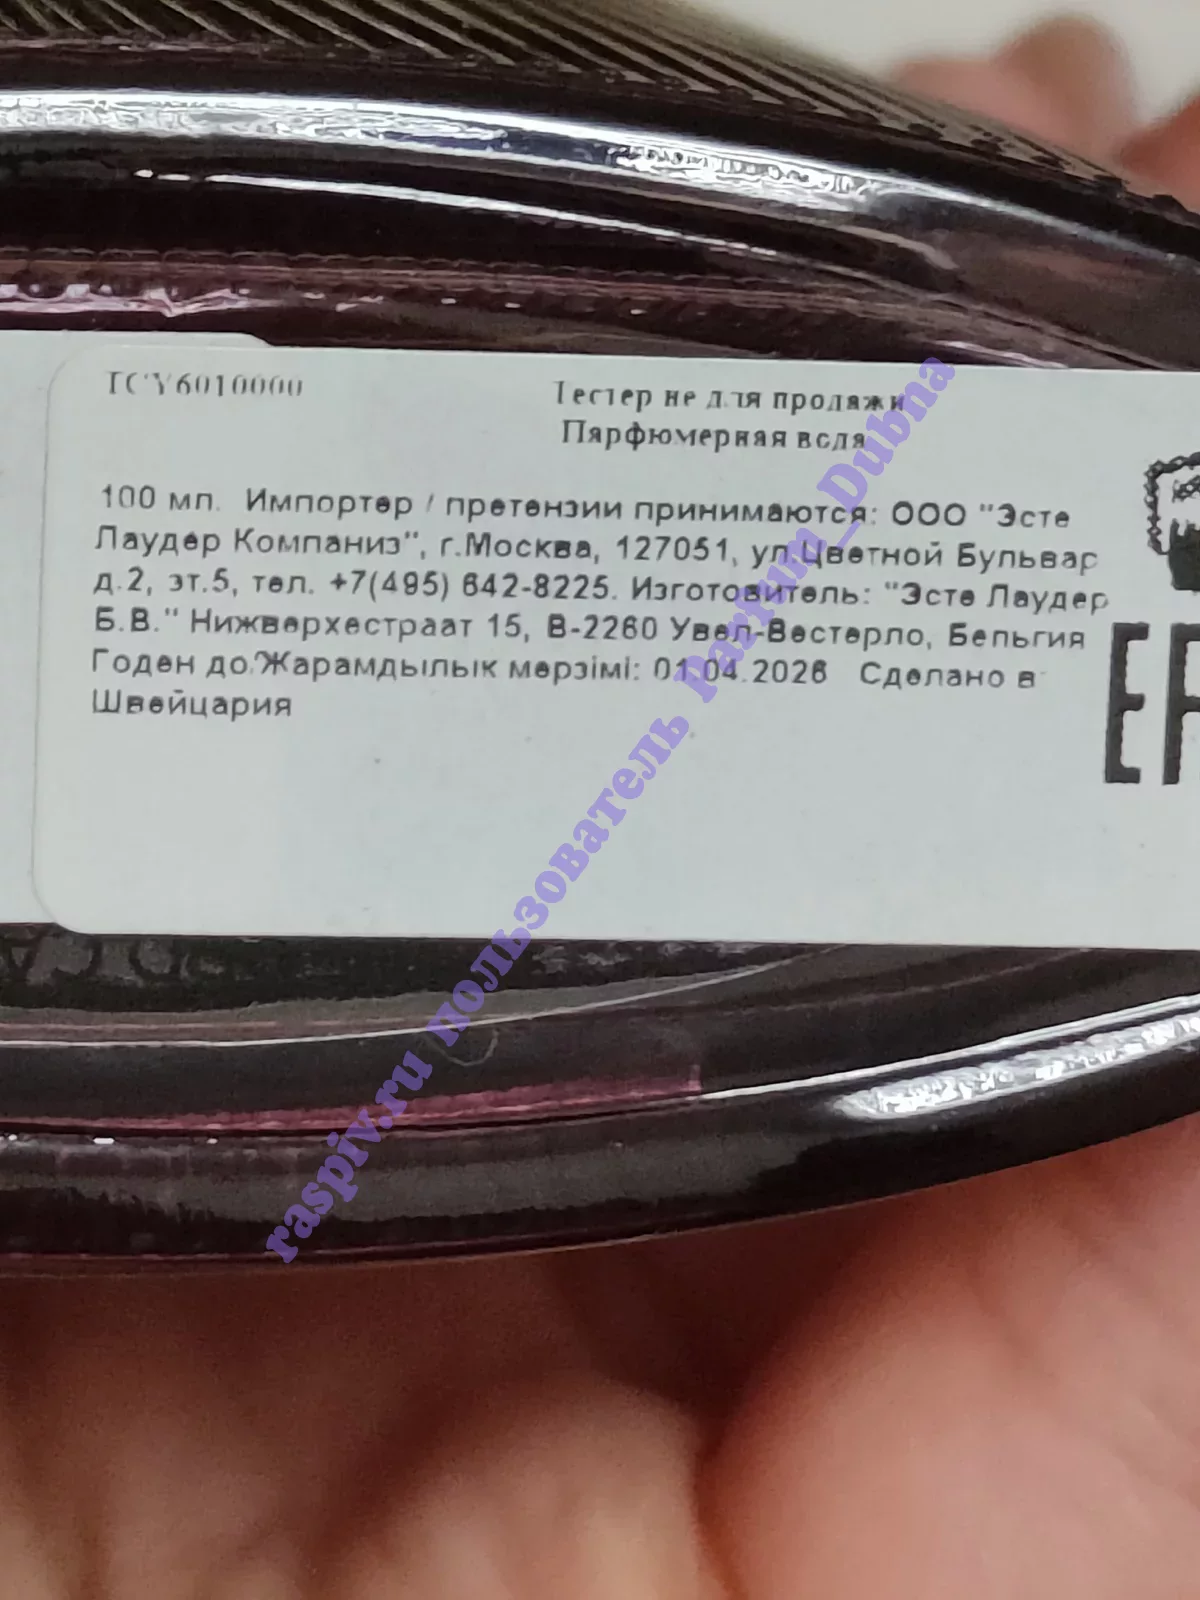 TCY6010000
Тестер не для продажи
Парфюмерная вода
100 мл. Импортер / претензии принимаются: ООО "Эсте
Лаудер Компаниз", г.Москва, 127051, ул.Цветной Бульвар
д.2, эт.5, тел. +7(495) 642-8225. Изготовитель: "Эсте Лаудер
Б.В." Нижверхестраат 15, B-2260 Увел-Вестерло, Бельгия
Годен до/Жарамдылык мерзімі: 01.04.2026 Сделано в
Швейцария
raspiv.ru пользователь Parfum_Dubna